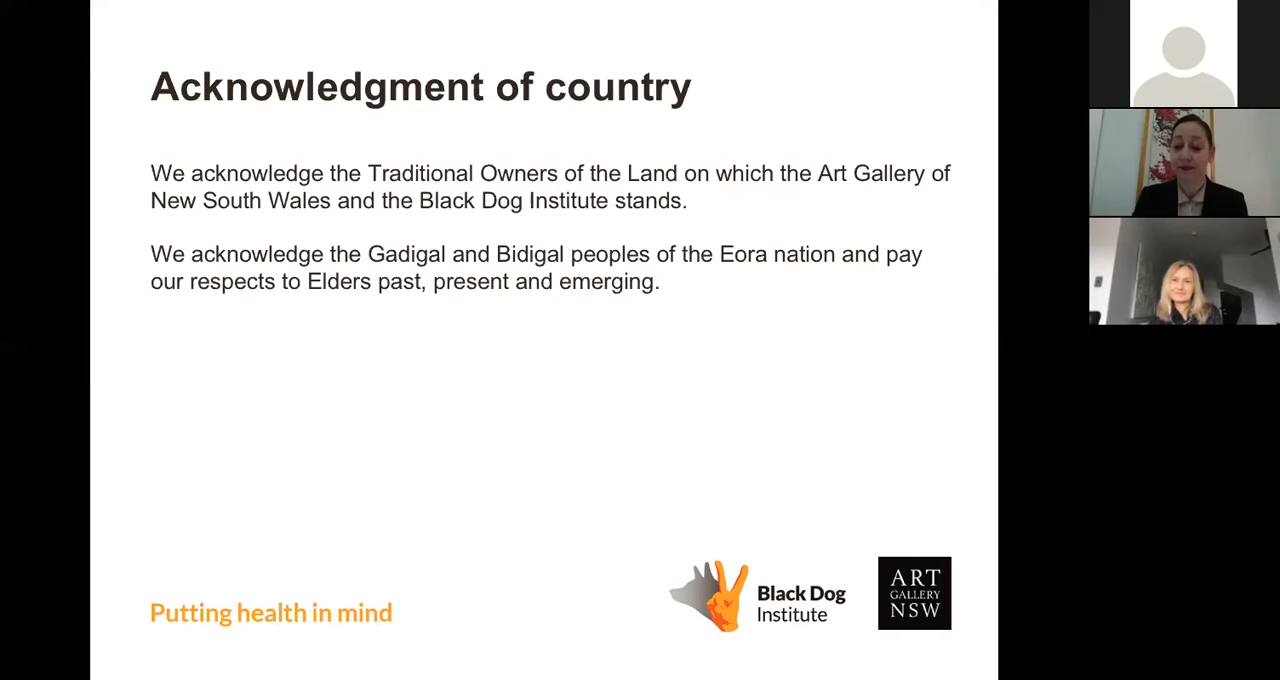 Acknowledgment of country
We acknowledge the Traditional Owners of the Land on which the Art Gallery of
New South Wales and the Black Dog Institute stands.
We acknowledge the Gadigal and Bidigal peoples of the Eora nation and pay
our respects to Elders past, present and emerging.
Putting health in mind
Black Dog
Institute
ART
GALLERY
NSW